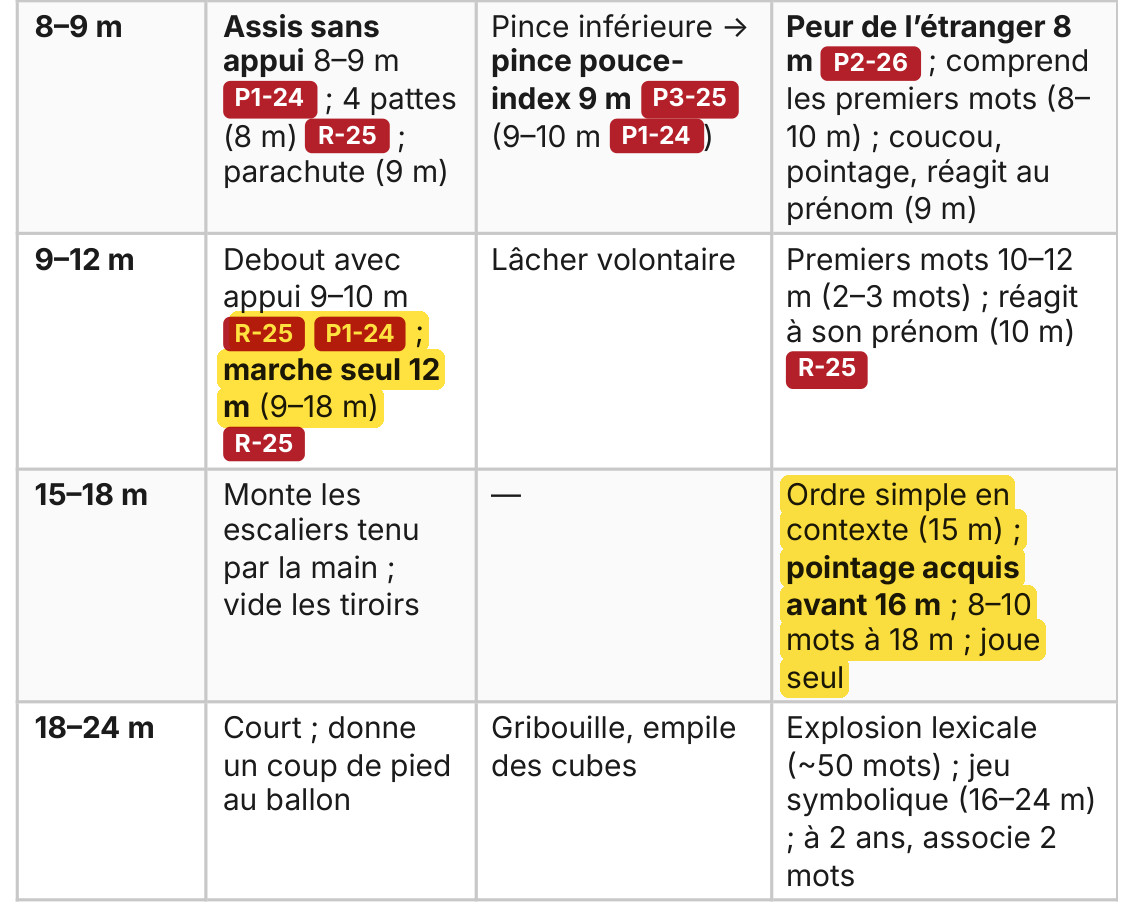 8–9 m
Assis sans
appui 8–9 m
P1-24 ; 4 pattes
(8 m) R-25 ;
parachute (9 m)
Pince inférieure →
pince pouce-
index 9 m P3-25
(9–10 m P1-24)
Peur de l’étranger 8
m P2-26 ; comprend
les premiers mots (8–
10 m) ; coucou,
pointage, réagit au
prénom (9 m)
9–12 m
Debout avec
appui 9–10 m
R-25 P1-24 ;
marche seul 12
m (9–18 m)
R-25
Lâcher volontaire
Premiers mots 10–12
m (2–3 mots) ; réagit
à son prénom (10 m)
R-25
15–18 m
Monte les
escaliers tenu
par la main ;
vide les tiroirs
—
Ordre simple en
contexte (15 m) ;
pointage acquis
avant 16 m ; 8–10
mots à 18 m ; joue
seul
18–24 m
Court ; donne
un coup de pied
au ballon
Gribouille, empile
des cubes
Explosion lexicale
(~50 mots) ; jeu
symbolique (16–24 m)
; à 2 ans, associe 2
mots